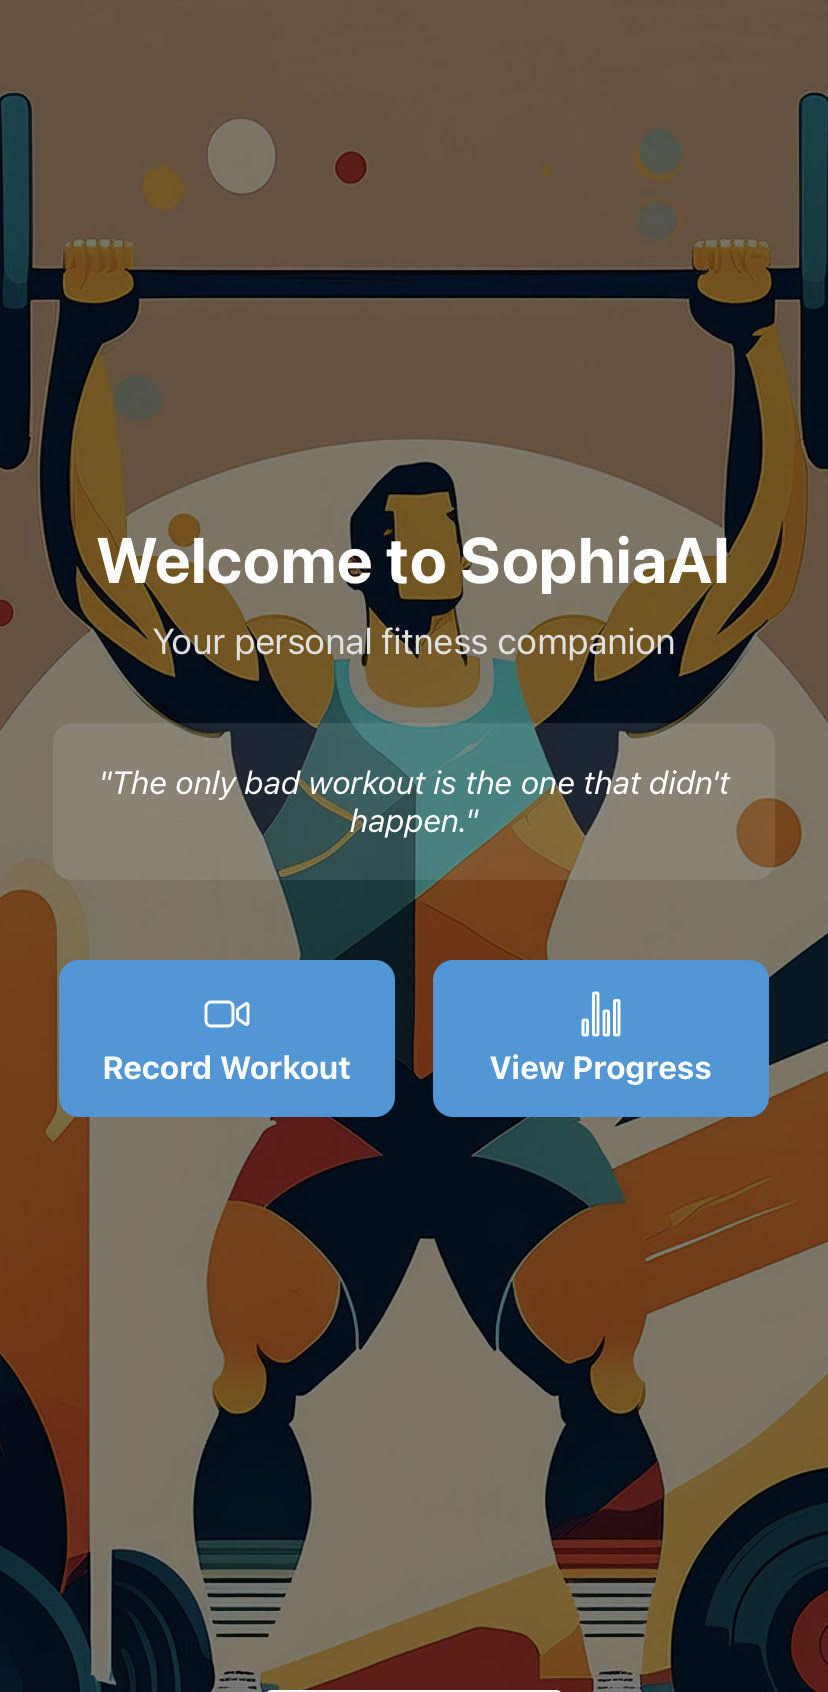 Welcome to SophiaAI
Your personal fitness companion
"The only bad workout is the one that didn't
happen."
Record Workout
View Progress